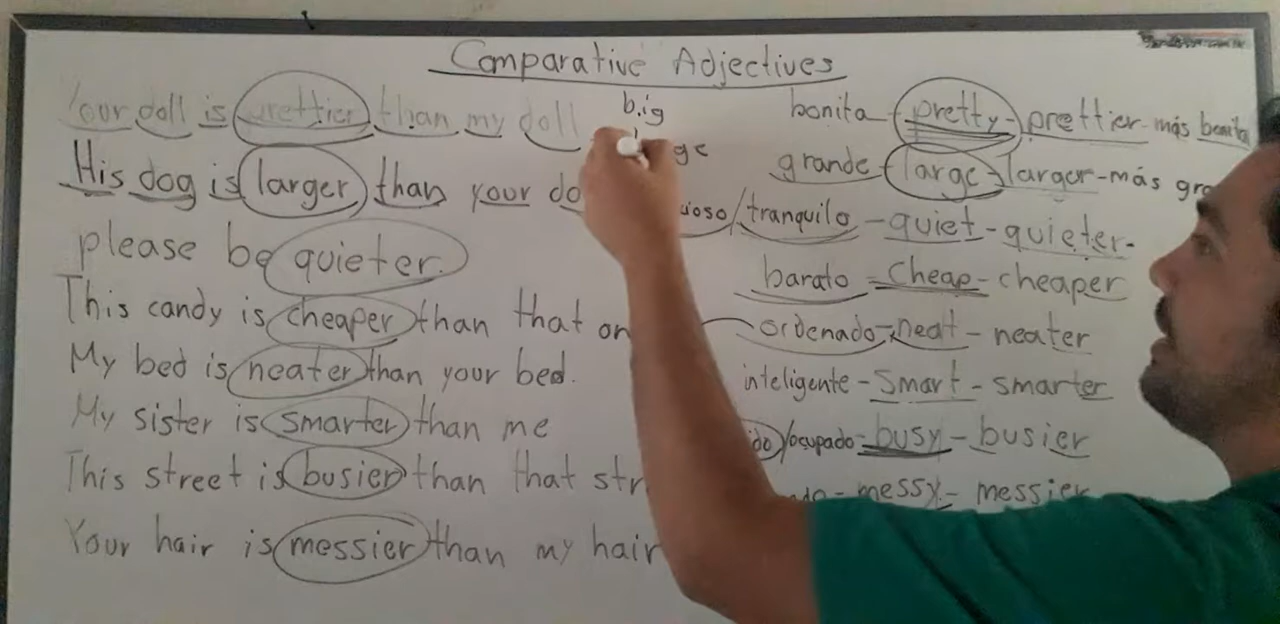 Comparative Adjectives
Your doll is prettier than my doll
His dog is larger than your
please be quieter.
This candy is cheaper than that
My bed is neater than your bed.
My sister is smarter than me
This street is busier than that
Your hair is messier than my hair
big
bonita - pretty - prettier - más bonita
grande - large - larger - más
/tranquilo - quiet - quieter -
barato = cheap - cheaper
ordenado - neat - neater
inteligente - smart - smarter
/ocupado - busy - busier
- messy - messier